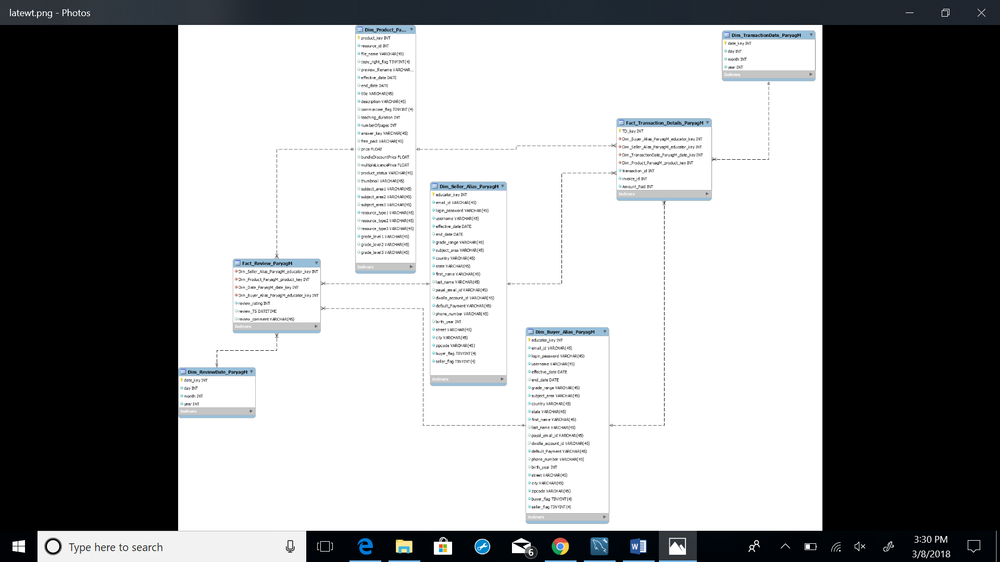 latewt.png - Photos
Dim_Product_Pa...
product_key INT
resource_id INT
file_name VARCHAR(45)
copy_right_flag TINYINT(4)
preview_filename VARCHAR...
effective_date DATE
end_date DATE
title VARCHAR(45)
description VARCHAR(45)
commorcore_flag TINYINT(4)
teaching_duration INT
numberOfpages INT
answer_key VARCHAR(45)
free_paid VARCHAR(45)
price FLOAT
bundleDiscountPrice FLOAT
multipleLicencePrice FLOAT
product_status VARCHAR(45)
thumbnail VARCHAR(45)
subject_area1 VARCHAR(45)
subject_area2 VARCHAR(45)
subject_area3 VARCHAR(45)
resource_type1 VARCHAR(45)
resource_type2 VARCHAR(45)
resource_type3 VARCHAR(45)
grade_level1 VARCHAR(45)
grade_level2 VARCHAR(45)
grade_level3 VARCHAR(45)
Indexes
Dim_TransactionDate_ParyagM
date_key INT
day INT
month INT
year INT
Indexes
Fact_Transaction_Details_ParyagM
TD_key INT
Dim_Buyer_Alias_ParyagM_educator_key INT
Dim_Seller_Alias_ParyagM_educator_key INT
Dim_TransactionDate_ParyagM_date_key INT
Dim_Product_ParyagM_product_key INT
transaction_id INT
invoice_id INT
Amount_Paid INT
Indexes
Dim_Seller_Alias_ParyagM
educator_key INT
email_id VARCHAR(45)
login_password VARCHAR(45)
username VARCHAR(45)
effective_date DATE
end_date DATE
grade_range VARCHAR(45)
subject_area VARCHAR(45)
country VARCHAR(45)
state VARCHAR(45)
first_name VARCHAR(45)
last_name VARCHAR(45)
payal_email_id VARCHAR(45)
dwolla_account_id VARCHAR(45)
default_Payment VARCHAR(45)
phone_number VARCHAR(45)
birth_year INT
street VARCHAR(45)
city VARCHAR(45)
zipcode VARCHAR(45)
buyer_flag TINYINT(4)
seller_flag TINYINT(4)
Indexes
Fact_Review_ParyagM
Dim_Seller_Alias_ParyagM_educator_key INT
Dim_Product_ParyagM_product_key INT
Dim_Date_ParyagM_date_key INT
Dim_Buyer_Alias_ParyagM_educator_key INT
review_rating INT
review_TS DATETIME
review_comment VARCHAR(45)
Indexes
Dim_Buyer_Alias_ParyagM
educator_key INT
email_id VARCHAR(45)
login_password VARCHAR(45)
username VARCHAR(45)
effective_date DATE
end_date DATE
grade_range VARCHAR(45)
subject_area VARCHAR(45)
country VARCHAR(45)
state VARCHAR(45)
first_name VARCHAR(45)
last_name VARCHAR(45)
payal_email_id VARCHAR(45)
dwolla_account_id VARCHAR(45)
default_Payment VARCHAR(45)
phone_number VARCHAR(45)
birth_year INT
street VARCHAR(45)
city VARCHAR(45)
zipcode VARCHAR(45)
buyer_flag TINYINT(4)
seller_flag TINYINT(4)
Indexes
Dim_ReviewDate_ParyagM
date_key INT
day INT
month INT
year INT
Indexes
Type here to search
6
3:30 PM
3/8/2018